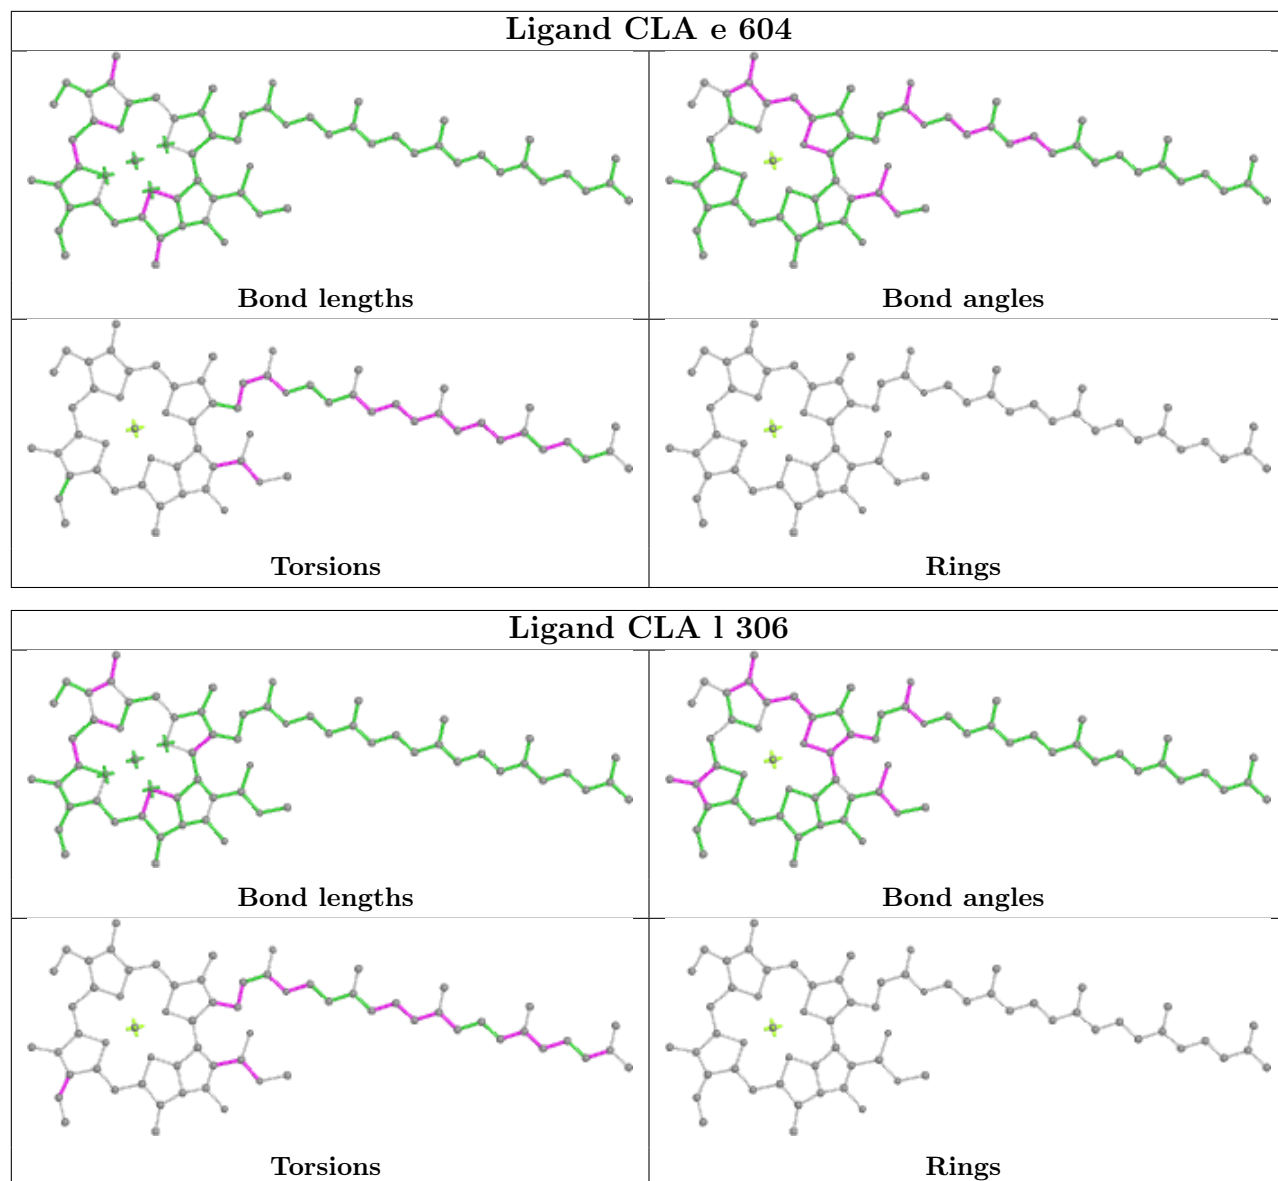 Ligand CLA e 604
Bond lengths
Bond angles
Torsions
Rings
Ligand CLA l 306
Bond lengths
Bond angles
Torsions
Rings